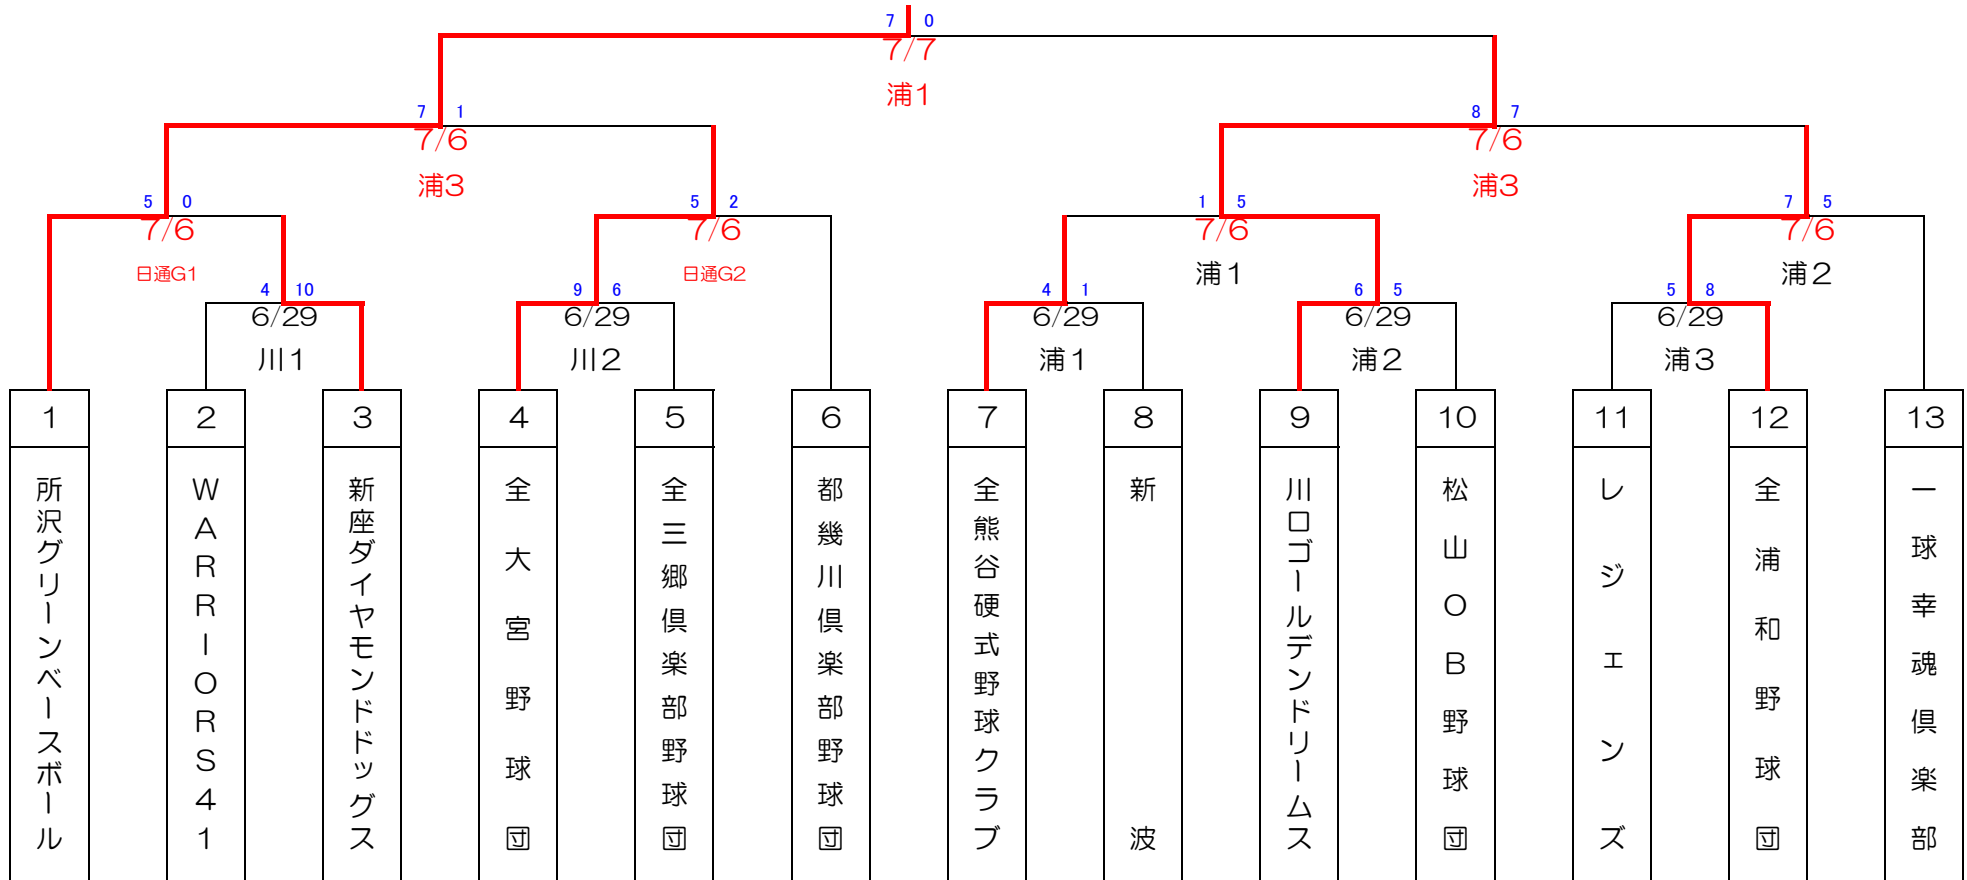 7 0
7/7
浦1
7 1
7/6
浦3
8 7
7/6
浦3
5 0
7/6
日通G1
5 2
7/6
日通G2
1 5
7/6
浦1
7 5
7/6
浦2
4 10
6/29
川1
9 6
6/29
川2
4 1
6/29
浦1
6 5
6/29
浦2
5 8
6/29
浦3
1
所沢グリーンベースボール
2
WARRIORS41
3
新座ダイヤモンドドッグス
4
全大宮野球団
5
全三郷倶楽部野球団
6
都幾川倶楽部野球団
7
全熊谷硬式野球クラブ
8
新波
9
川口ゴールデンドリームス
10
松山OB野球団
11
レジェンズ
12
全浦和野球団
13
一球幸魂倶楽部